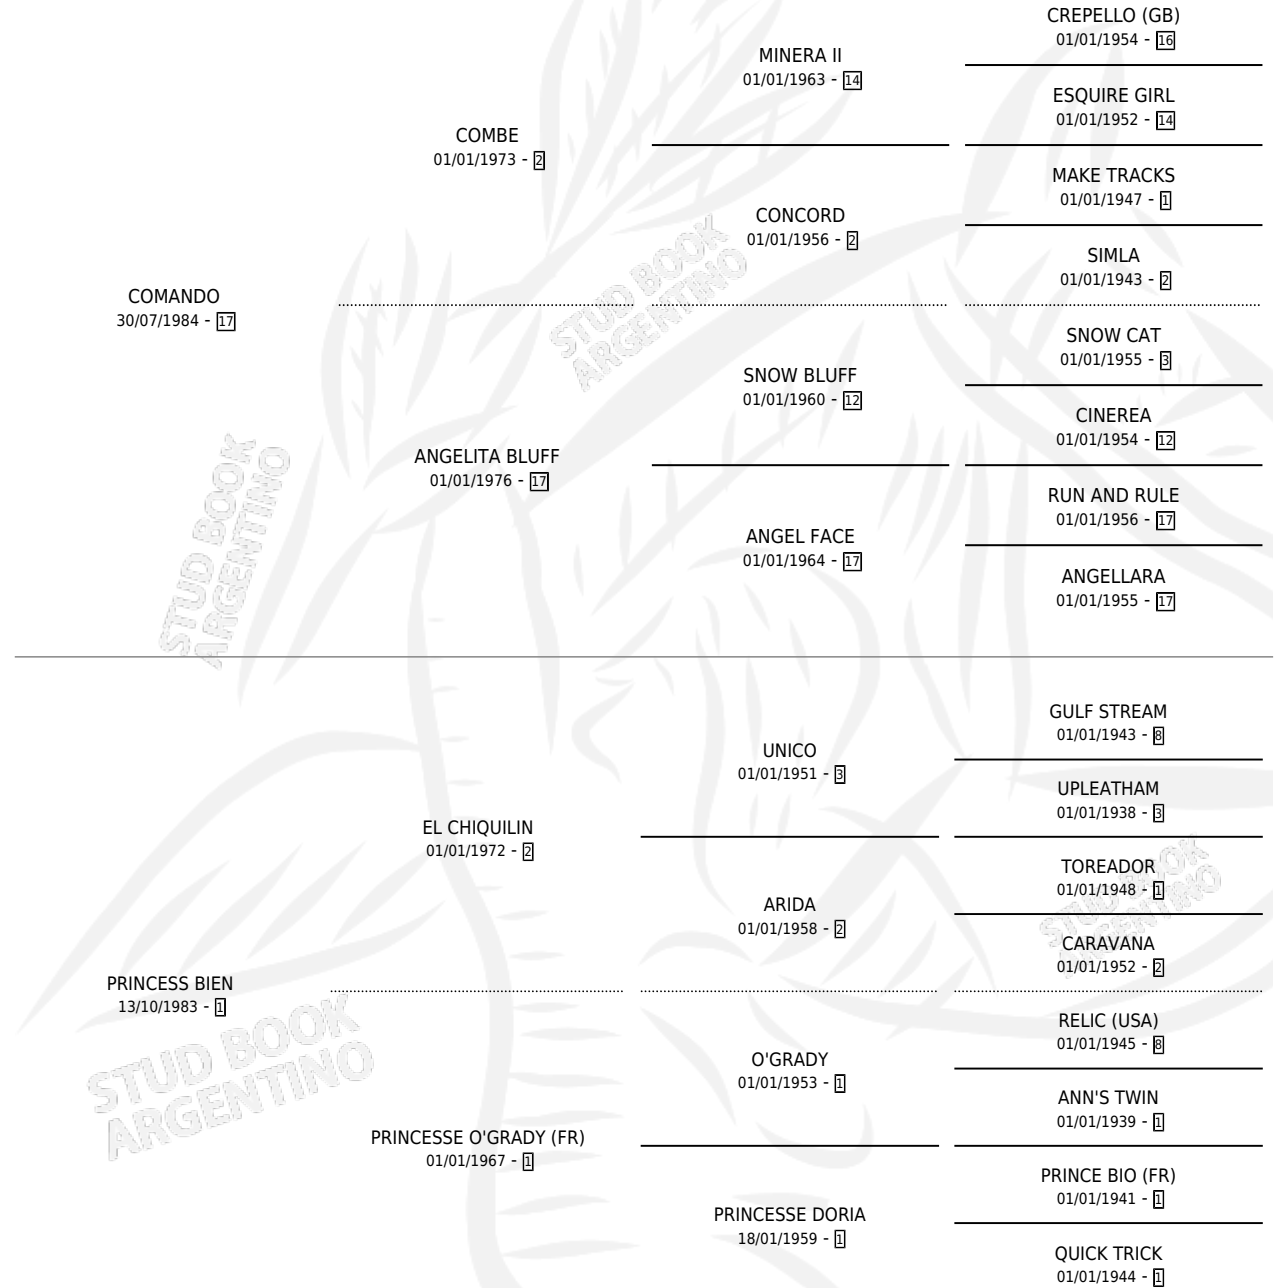 CREPELLO (GB)
01/01/1954 - 16
MINERA II
01/01/1963 - 14
ESQUIRE GIRL
01/01/1952 - 14
COMBE
01/01/1973 - 2
MAKE TRACKS
01/01/1947 - 1
CONCORD
01/01/1956 - 2
SIMLA
01/01/1943 - 2
COMANDO
30/07/1984 - 17
SNOW CAT
01/01/1955 - 3
SNOW BLUFF
01/01/1960 - 12
CINEREA
01/01/1954 - 12
ANGELITA BLUFF
01/01/1976 - 17
RUN AND RULE
01/01/1956 - 17
ANGEL FACE
01/01/1964 - 17
ANGELLARA
01/01/1955 - 17
STUD BOOK
ARGENTINO
STUD BOOK
ARGENTINO
GULF STREAM
01/01/1943 - 8
UNICO
01/01/1951 - 3
UPLEATHAM
01/01/1938 - 3
EL CHIQUILIN
01/01/1972 - 2
TOREADOR
01/01/1948 - 1
ARIDA
01/01/1958 - 2
CARAVANA
01/01/1952 - 2
PRINCESS BIEN
13/10/1983 - 1
RELIC (USA)
01/01/1945 - 8
O'GRADY
01/01/1953 - 1
ANN'S TWIN
01/01/1939 - 1
PRINCESSE O'GRADY (FR)
01/01/1967 - 1
PRINCE BIO (FR)
01/01/1941 - 1
PRINCESSE DORIA
18/01/1959 - 1
QUICK TRICK
01/01/1944 - 1
STUD BOOK
ARGENTINO
STUD BOOK
ARGENTINO